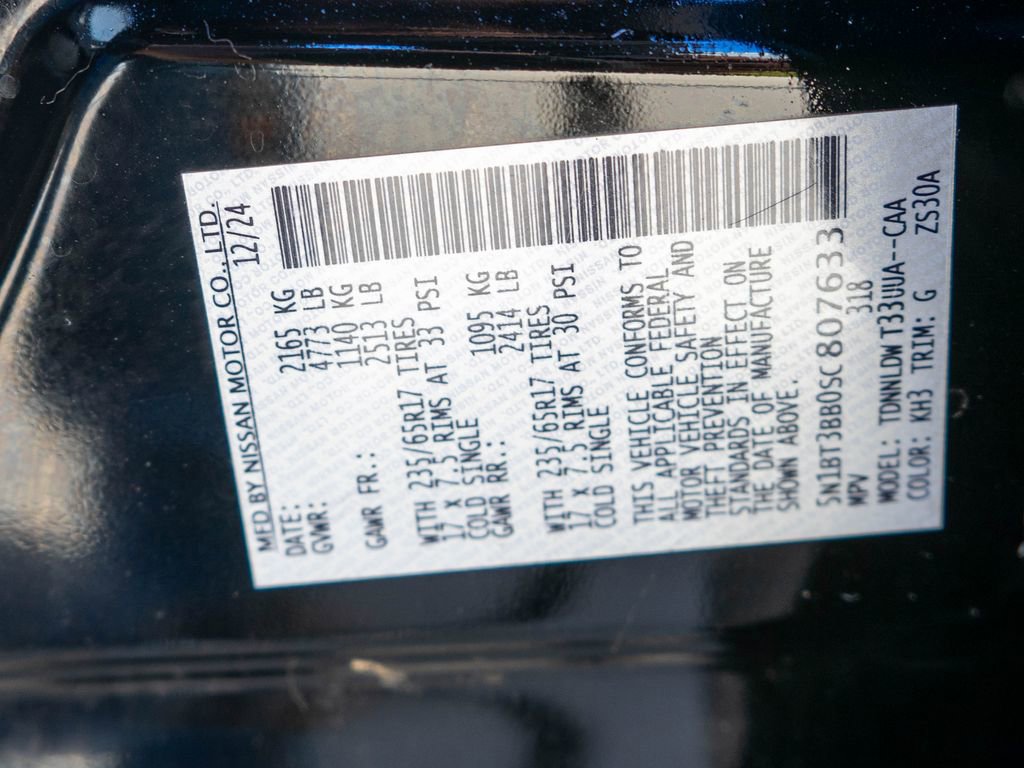 MFD BY NISSAN MOTOR CO., LTD.
DATE: 12/24
GVWR: 2165 KG
4773 LB
GAWR FR.: 1140 KG
2513 LB
WITH 235/65R17 TIRES
17 X 7.5 RIMS AT 33 PSI
COLD SINGLE
GAWR RR.: 1095 KG
2414 LB
WITH 235/65R17 TIRES
17 X 7.5 RIMS AT 30 PSI
COLD SINGLE
THIS VEHICLE CONFORMS TO
ALL APPLICABLE FEDERAL
MOTOR VEHICLE SAFETY AND
THEFT PREVENTION
STANDARDS IN EFFECT ON
THE DATE OF MANUFACTURE
SHOWN ABOVE.
5N1BT3BB0SC807633
MPV 318
MODEL: TDNNLDWT33UUA--CAA
COLOR: KH3 TRIM: G ZS30A